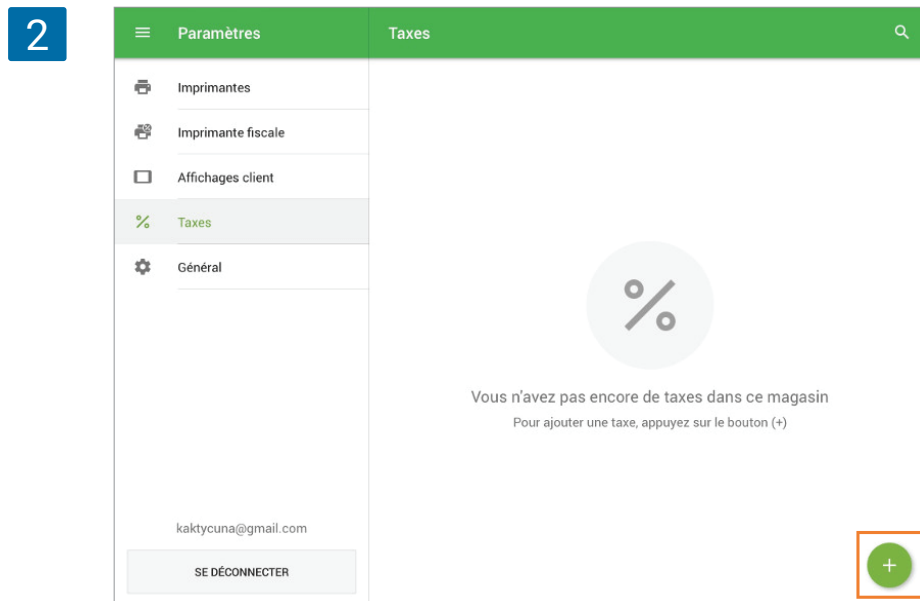 2
Paramètres
Taxes
Imprimantes
Imprimante fiscale
Affichages client
Taxes
Général
Vous n'avez pas encore de taxes dans ce magasin
Pour ajouter une taxe, appuyez sur le bouton (+)
kaktycuna@gmail.com
SE DÉCONNECTER